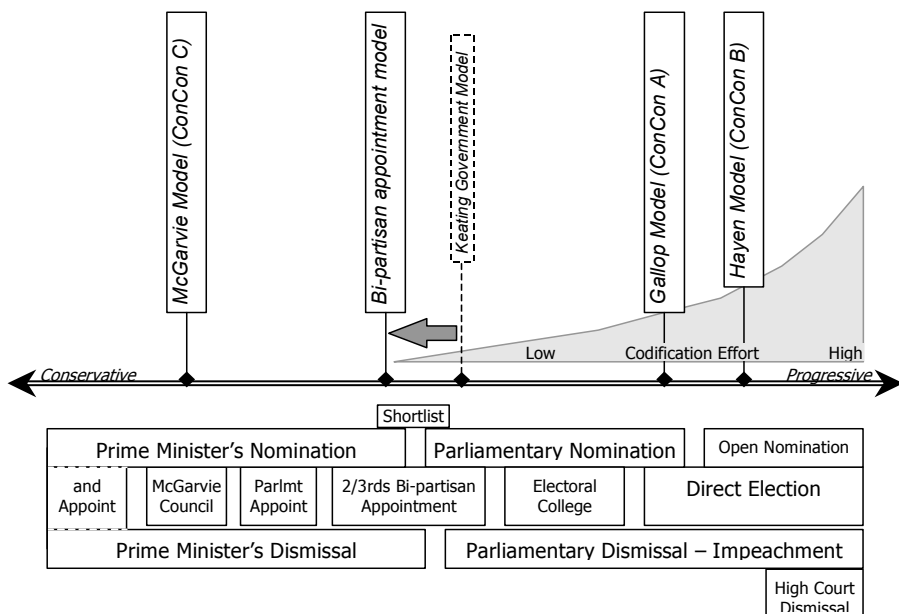 McGarvie Model (ConCon C)
Bi-partisan appointment model
Keating Government Model
Gallop Model (ConCon A)
Hayen Model (ConCon B)
Low
Codification Effort
High
Conservative
Progressive
Shortlist
Prime Minister's Nomination
Parliamentary Nomination
Open Nomination
and
Appoint
McGarvie
Council
Parlmt
Appoint
2/3rds Bi-partisan
Appointment
Electoral
College
Direct Election
Prime Minister's Dismissal
Parliamentary Dismissal – Impeachment
High Court
Dismissal